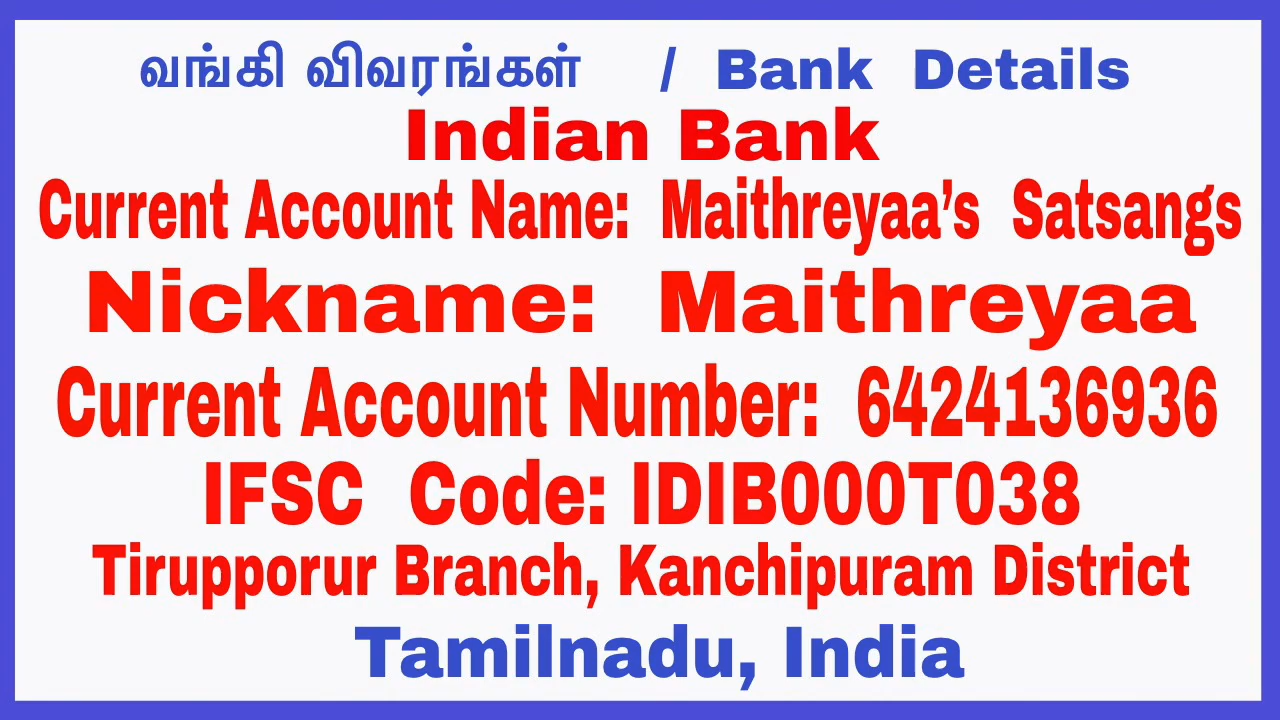 வங்கி விவரங்கள் / Bank Details
Indian Bank
Current Account Name: Maithreyaa’s Satsangs
Nickname: Maithreyaa
Current Account Number: 6424136936
IFSC Code: IDIB000T038
Tirupporur Branch, Kanchipuram District
Tamilnadu, India